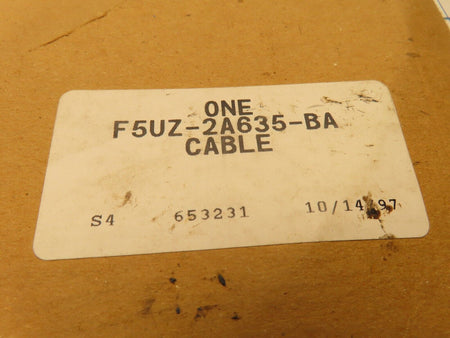 ONE
F5UZ-2A635-BA
CABLE
S4 653231 10/14/97